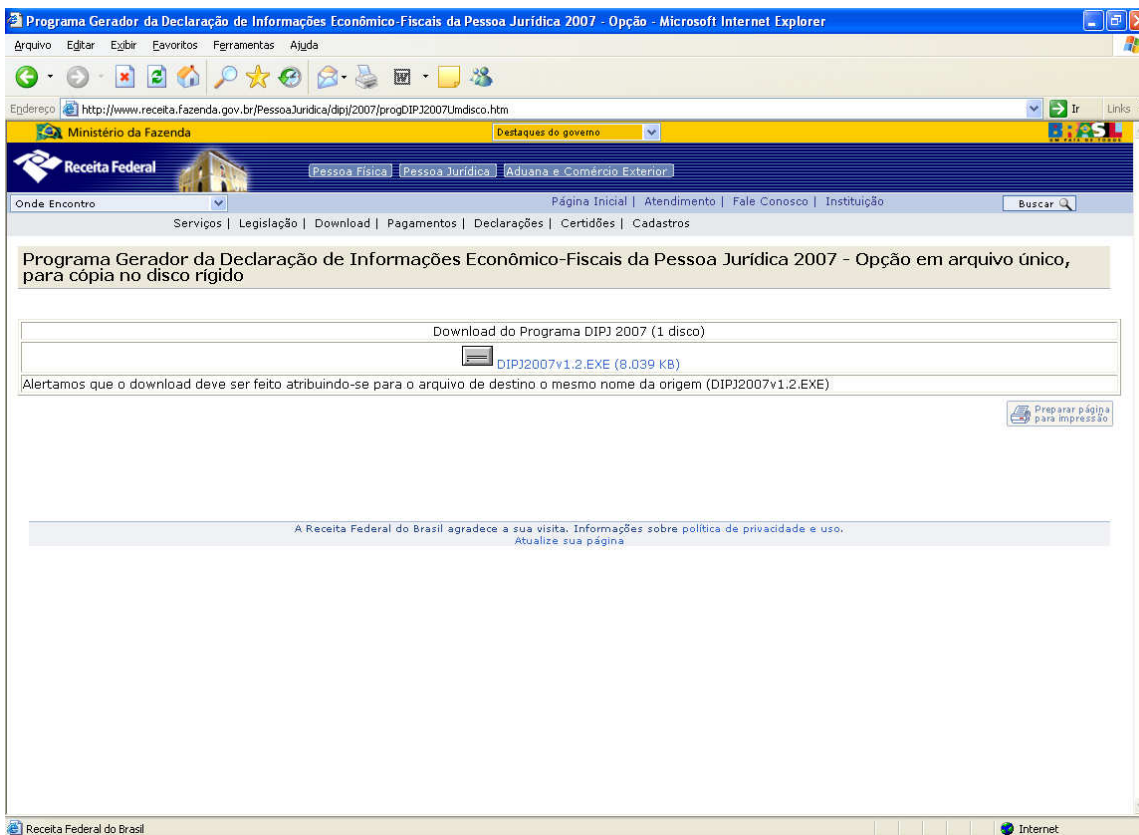 Programa Gerador da Declaração de Informações Econômico-Fiscais da Pessoa Jurídica 2007 - Opção - Microsoft Internet Explorer
Arquivo Editar Exibir Favoritos Ferramentas Ajuda
Endereço http://www.receita.fazenda.gov.br/PessoaJuridica/dipj/2007/progDIPJ2007Umdisco.htm Ir Links
Ministério da Fazenda Destaques do governo BRASIL
UM PAÍS DE TODOS
Receita Federal Pessoa Física Pessoa Jurídica Aduana e Comércio Exterior
Onde Encontro Página Inicial | Atendimento | Fale Conosco | Instituição Buscar
Serviços | Legislação | Download | Pagamentos | Declarações | Certidões | Cadastros
Programa Gerador da Declaração de Informações Econômico-Fiscais da Pessoa Jurídica 2007 - Opção em arquivo único,
para cópia no disco rígido
Download do Programa DIPJ 2007 (1 disco)
DIPJ2007v1.2.EXE (8.039 KB)
Alertamos que o download deve ser feito atribuindo-se para o arquivo de destino o mesmo nome da origem (DIPJ2007v1.2.EXE)
Preparar página
para impressão
A Receita Federal do Brasil agradece a sua visita. Informações sobre política de privacidade e uso.
Atualize sua página
Receita Federal do Brasil Internet